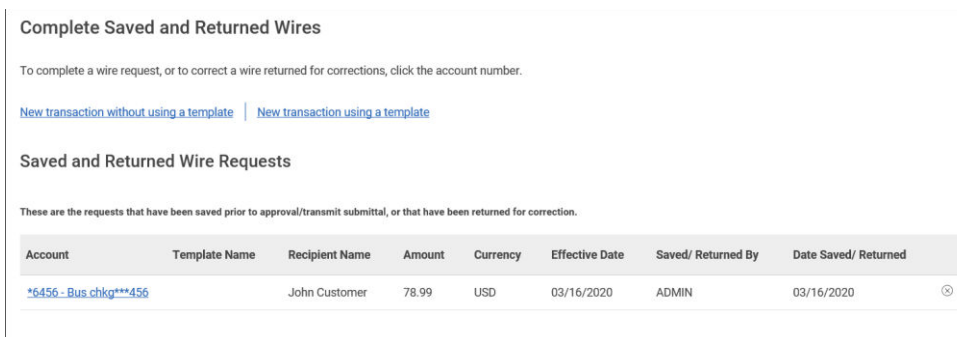 Complete Saved and Returned Wires
To complete a wire request, or to correct a wire returned for corrections, click the account number.
New transaction without using a template | New transaction using a template
Saved and Returned Wire Requests
These are the requests that have been saved prior to approval/transmit submittal, or that have been returned for correction.
Account Template Name Recipient Name Amount Currency Effective Date Saved/ Returned By Date Saved/ Returned
*6456 - Bus chkg***456 John Customer 78.99 USD 03/16/2020 ADMIN 03/16/2020